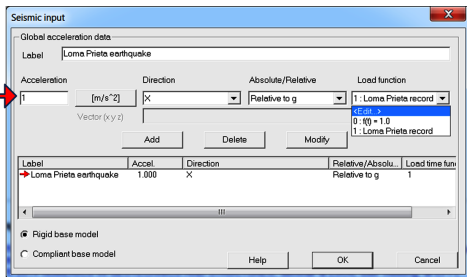 Seismic input
Global acceleration data
Label Loma Prieta earthquake
Acceleration Direction Absolute/Relative Load function
1 [m/s^2] X Relative to g 1 : Loma Prieta record
<Edit...>
Vector (x y z) 0 : f(t) = 1.0
1 : Loma Prieta record
Add Delete Modify
Label Accel. Direction Relative/Absolu... Load time fun
Loma Prieta earthquake 1.000 X Relative to g 1
Rigid base model
Compliant base model
Help OK Cancel